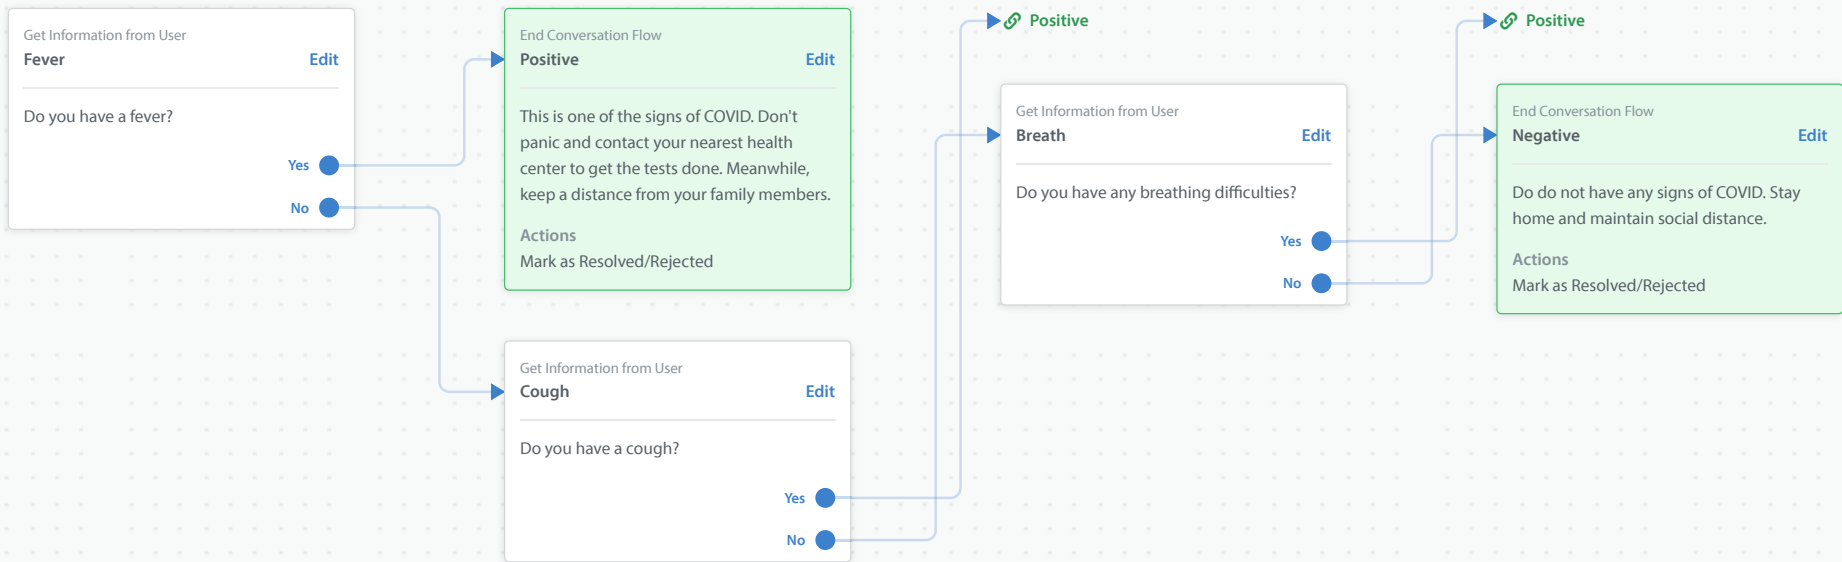 Get Information from User
Fever
Edit
Do you have a fever?
Yes
No
End Conversation Flow
Positive
Edit
This is one of the signs of COVID. Don't
panic and contact your nearest health
center to get the tests done. Meanwhile,
keep a distance from your family members.
Actions
Mark as Resolved/Rejected
Get Information from User
Cough
Edit
Do you have a cough?
Yes
No
Positive
Get Information from User
Breath
Edit
Do you have any breathing difficulties?
Yes
No
Positive
End Conversation Flow
Negative
Edit
Do do not have any signs of COVID. Stay
home and maintain social distance.
Actions
Mark as Resolved/Rejected